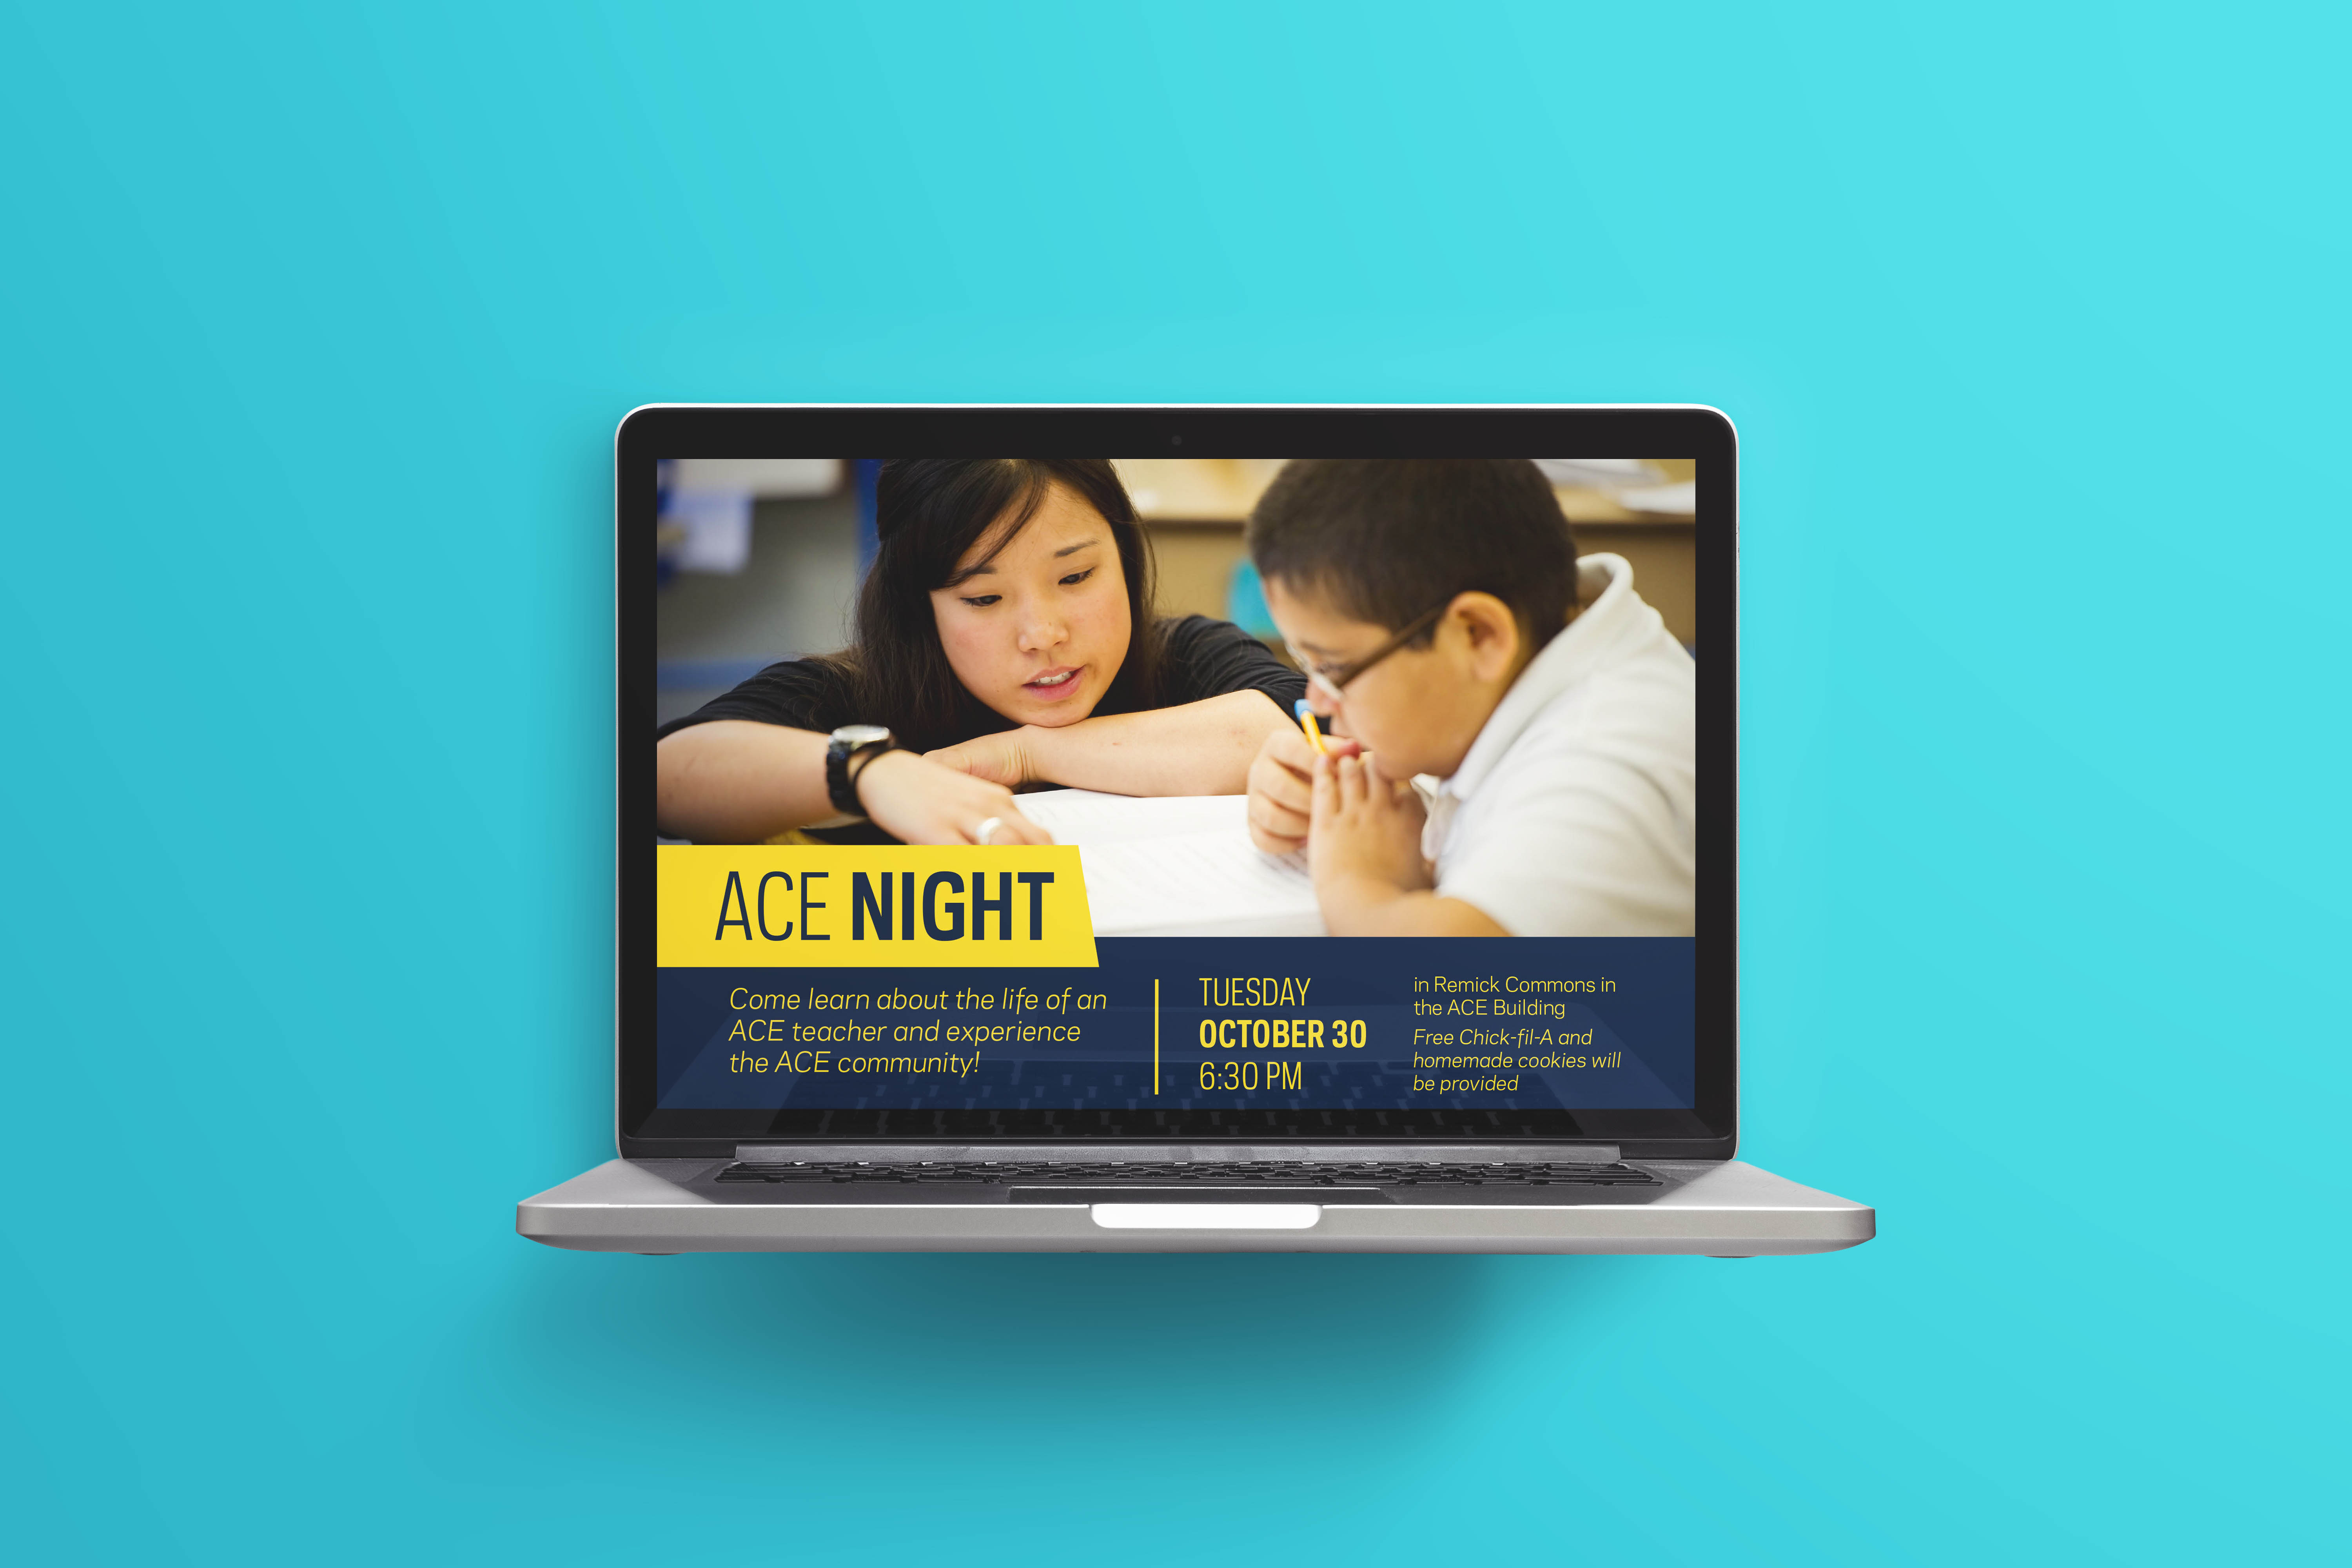 ACE NIGHT
Come learn about the life of an
ACE teacher and experience
the ACE community!
TUESDAY
OCTOBER 30
6:30 PM
in Remick Commons in
the ACE Building
Free Chick-fil-A and
homemade cookies will
be provided